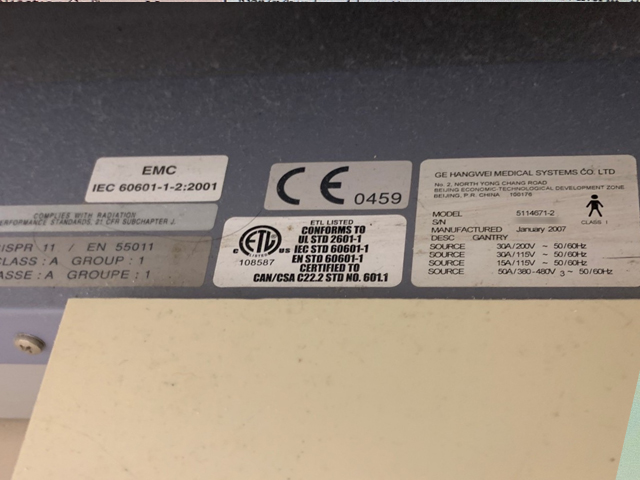 EMC
IEC 60601-1-2:2001
COMPLIES WITH RADIATION
PERFORMANCE STANDARDS, 21 CFR SUBCHAPTER J.
CISPR 11 / EN 55011
CLASS : A GROUP : 1
CLASSE : A GROUPE : 1
CE 0459
ETL LISTED
CONFORMS TO
UL STD 2601-1
IEC STD 60601-1
EN STD 60601-1
CERTIFIED TO
CAN/CSA C22.2 STD NO. 601.1
C ETL US
LISTED
108587
GE HANGWEI MEDICAL SYSTEMS CO. LTD
No. 2, NORTH YONG CHANG ROAD
BEIJING ECONOMIC-TECHNOLOGICAL DEVELOPMENT ZONE
BEIJING, P.R. CHINA 100176
MODEL 5114671-2
S/N
CLASS I
MANUFACTURED January 2007
DESC GANTRY
SOURCE 30A/200V ~ 50/60Hz
SOURCE 30A/115V ~ 50/60Hz
SOURCE 15A/115V ~ 50/60Hz
SOURCE 50A/380-480V 3~ 50/60Hz